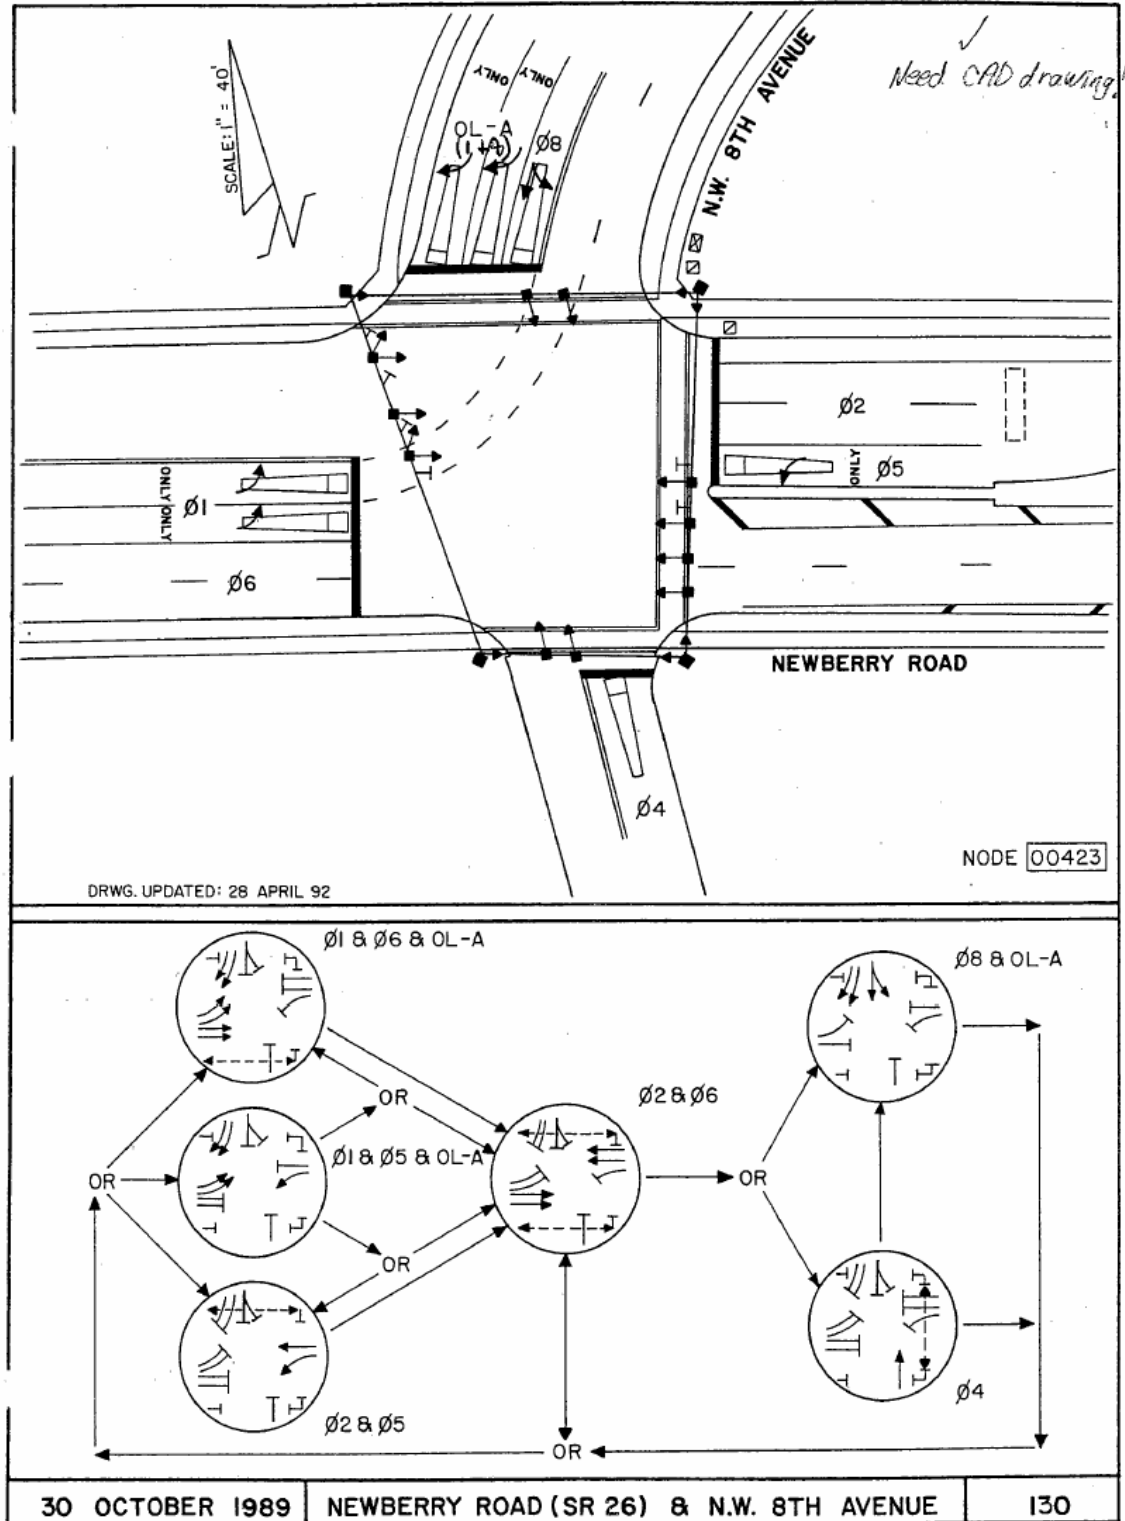 Need CAD drawing!
SCALE: 1" = 40'
ONLY
ONLY
OL-A
(1+8)
Ø8
N.W. 8TH AVENUE
Ø2
ONLY
Ø5
ONLY
ONLY
Ø1
Ø6
NEWBERRY ROAD
Ø4
NODE 00423
DRWG. UPDATED: 28 APRIL 92
Ø1 & Ø6 & OL-A
Ø8 & OL-A
OR
Ø2 & Ø6
Ø1 & Ø5 & OL-A
OR
OR
OR
Ø4
Ø2 & Ø5
OR
30 OCTOBER 1989
NEWBERRY ROAD (SR 26) & N.W. 8TH AVENUE
130